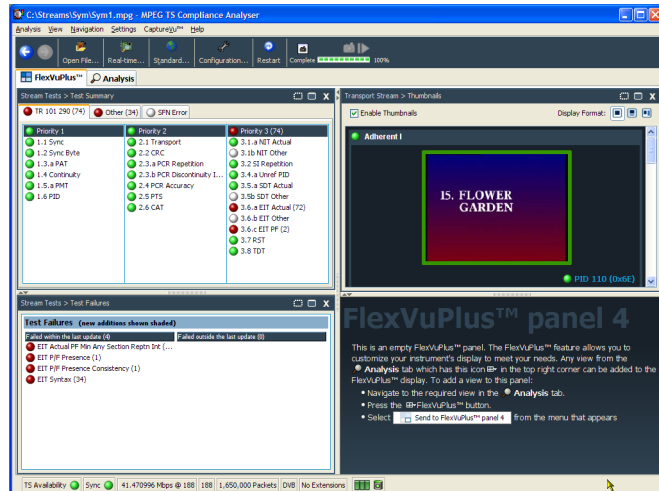 C:\Streams\Sym\Sym1.mpg - MPEG TS Compliance Analyser
Analysis View Navigation Settings CaptureVu™ Help
Open File... Real-time... Standard... Configuration... Restart Complete 100%
FlexVuPlus™ Analysis
Stream Tests > Test Summary
TR 101 290 (74) Other (34) SFN Error
Priority 1
1.1 Sync
1.2 Sync Byte
1.3.a PAT
1.4 Continuity
1.5.a PMT
1.6 PID
Priority 2
2.1 Transport
2.2 CRC
2.3.a PCR Repetition
2.3.b PCR Discontinuity I...
2.4 PCR Accuracy
2.5 PTS
2.6 CAT
Priority 3 (74)
3.1.a NIT Actual
3.1b NIT Other
3.2 SI Repetition
3.4.a Unref PID
3.5.a SDT Actual
3.5b SDT Other
3.6.a EIT Actual (72)
3.6.b EIT Other
3.6.c EIT PF (2)
3.7 RST
3.8 TDT
Transport Stream > Thumbnails
Enable Thumbnails Display Format:
Adherent I
15. FLOWER
GARDEN
PID 110 (0x6E)
Stream Tests > Test Failures
Test Failures (new additions shown shaded)
Failed within the last update (4) Failed outside the last update (0)
EIT Actual PF Min Any Section Reptn Int (...
EIT P/F Presence (1)
EIT P/F Presence Consistency (1)
EIT Syntax (34)
FlexVuPlus™ panel 4
This is an empty FlexVuPlus™ panel. The FlexVuPlus™ feature allows you to
customize your instrument's display to meet your needs. Any view from the
Analysis tab which has this icon in the top right corner can be added to the
FlexVuPlus™ display. To add a view to this panel:
• Navigate to the required view in the Analysis tab.
• Press the FlexVuPlus™ button.
• Select Send to FlexVuPlus™ panel 4 from the menu that appears
TS Availability Sync 41.470996 Mbps @ 188 188 1,650,000 Packets DVB No Extensions